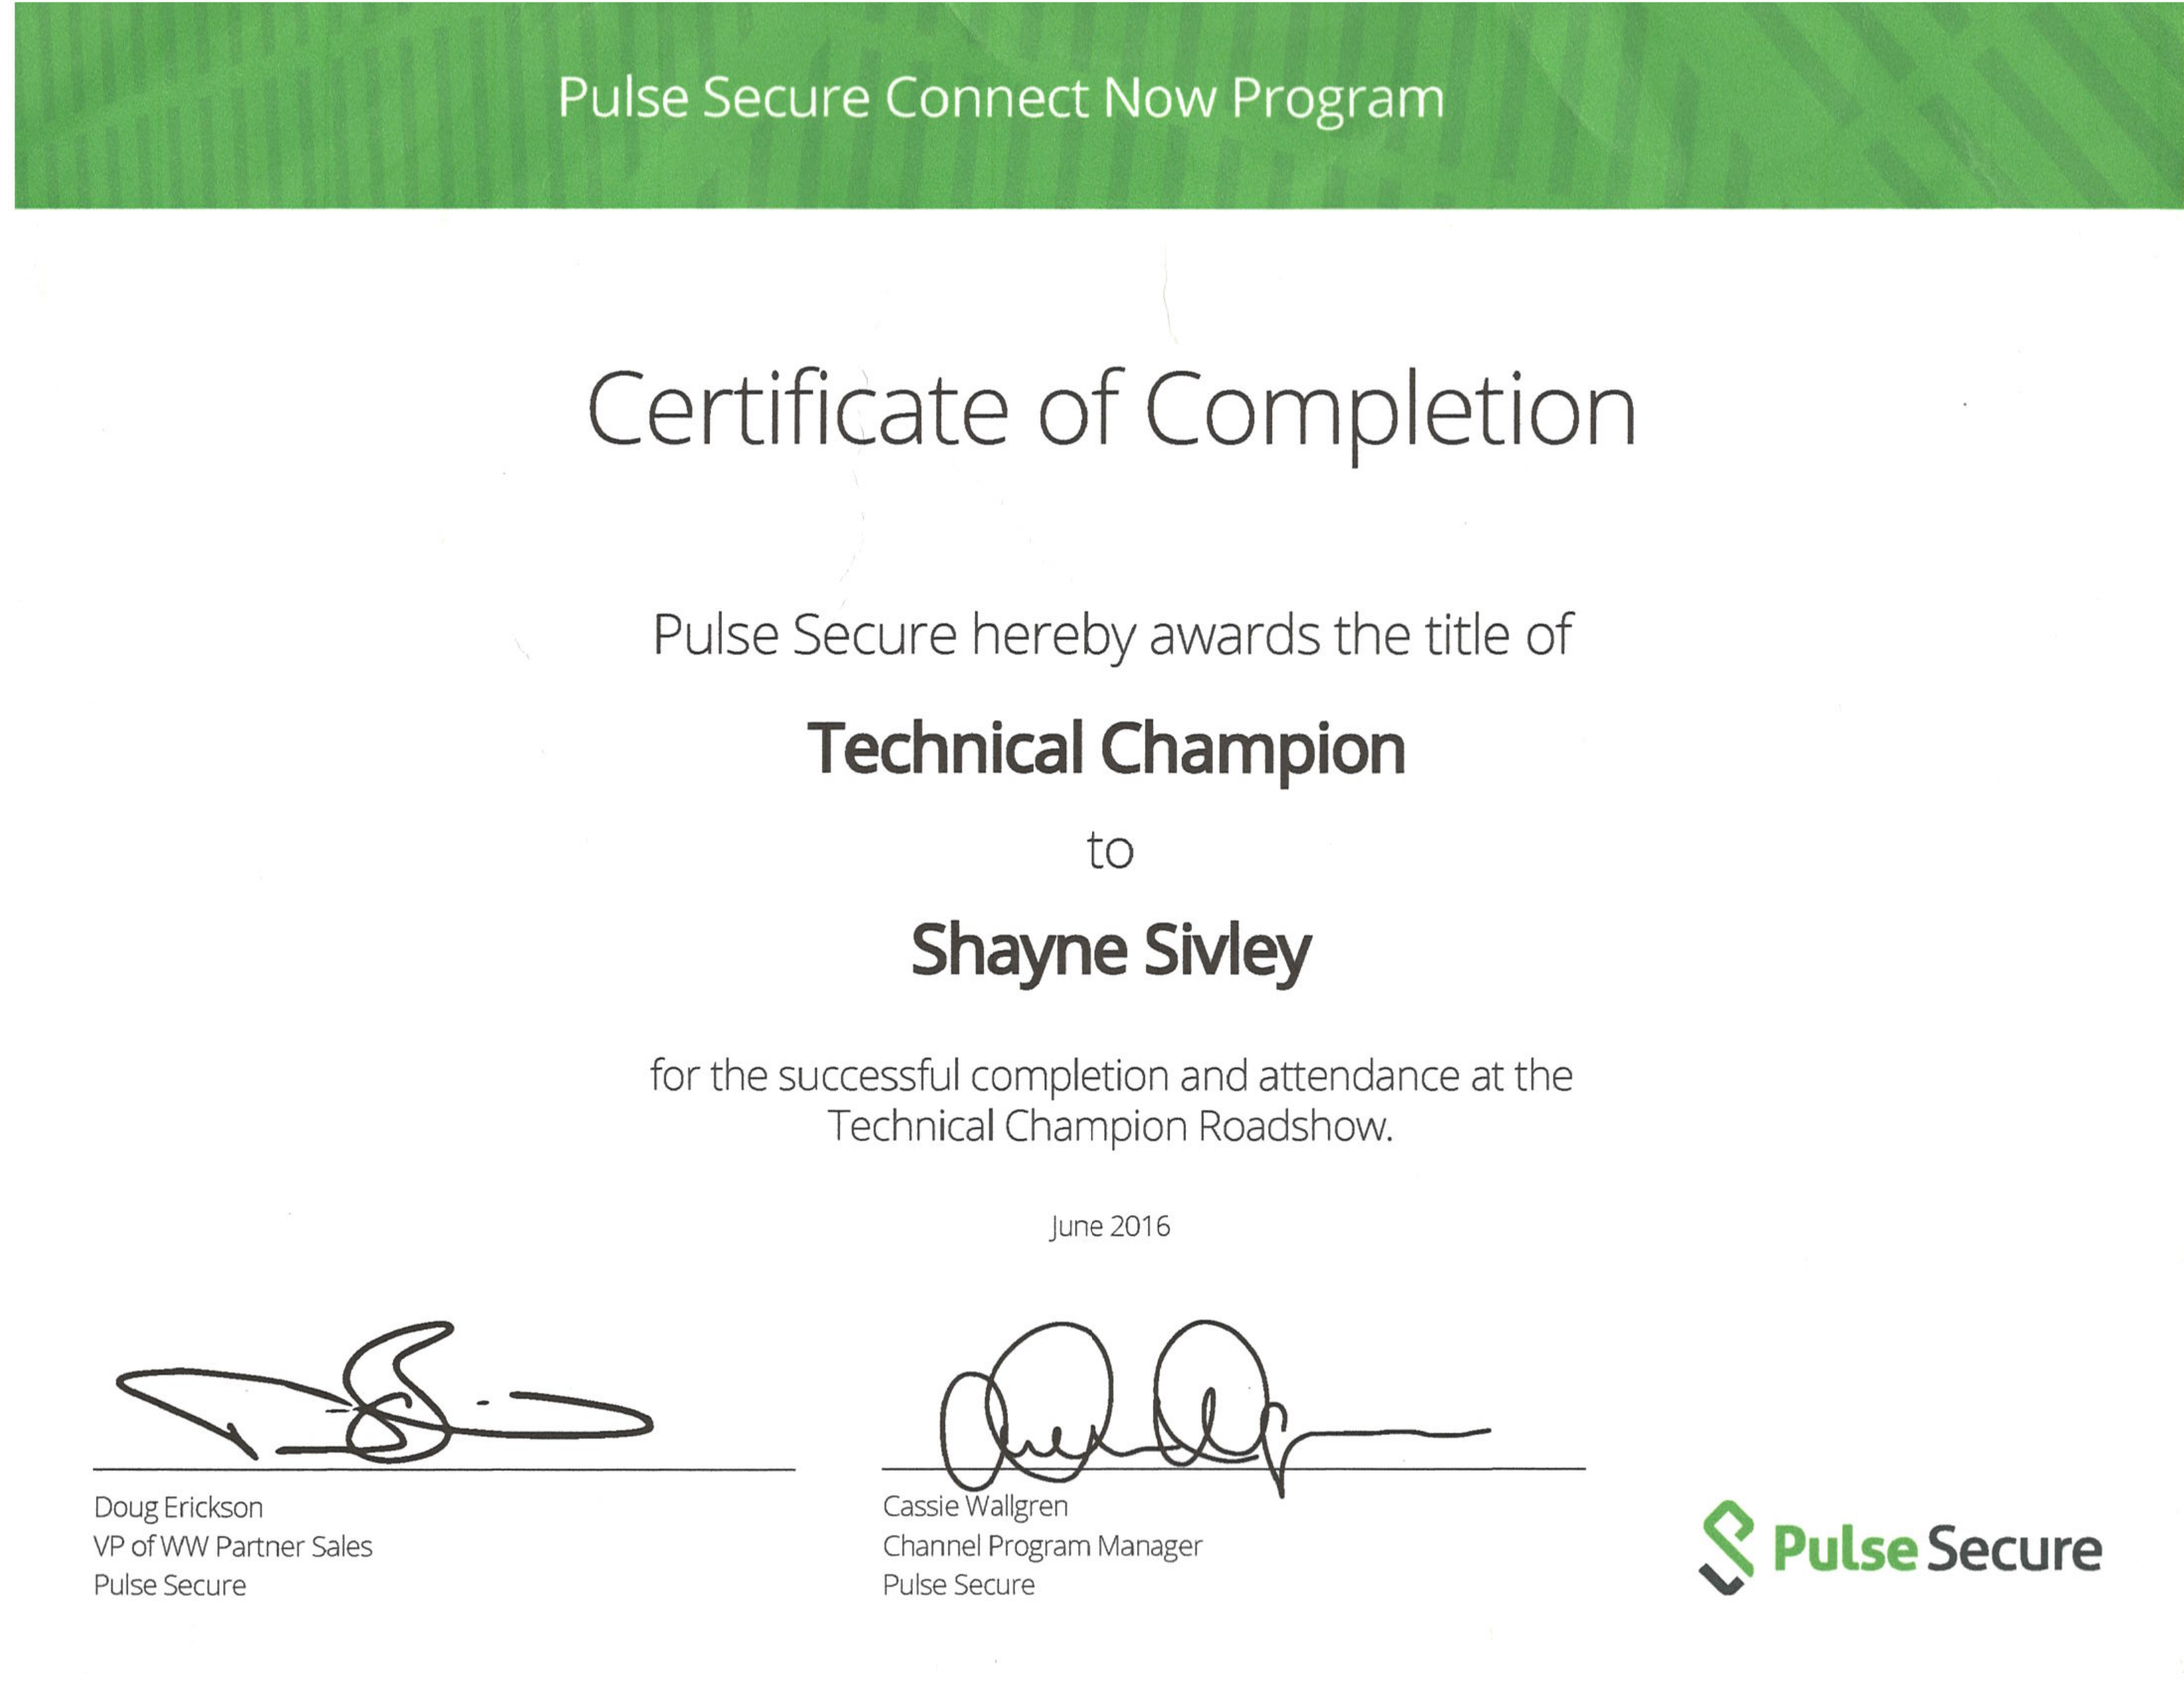 Pulse Secure Connect Now Program
Certificate of Completion
Pulse Secure hereby awards the title of
Technical Champion
to
Shayne Sivley
for the successful completion and attendance at the
Technical Champion Roadshow.
June 2016
Doug Erickson
VP of WW Partner Sales
Pulse Secure
Cassie Wallgren
Channel Program Manager
Pulse Secure
Pulse Secure